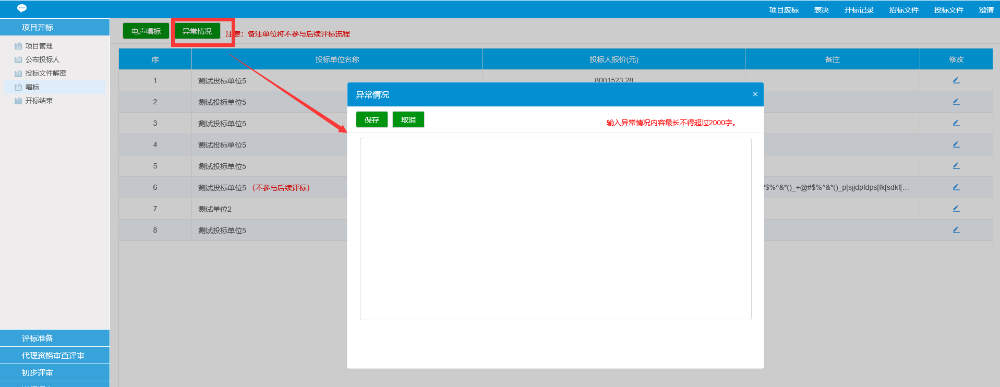 项目废标 表决 开标记录 招标文件 投标文件 澄清
项目开标
项目管理
公布投标人
投标文件解密
唱标
开标结束
评标准备
代理资格审查评审
初步评审
电声唱标 异常情况 注意：备注单位将不参与后续评标流程
序 投标单位名称 投标人报价(元) 备注 修改
1 测试投标单位5 8001523.28
2 测试投标单位5
3 测试投标单位5
4 测试投标单位5
5 测试投标单位5
6 测试投标单位5 （不参与后续评标） #$%^&*()_+@#$%^&*()_p[sjjdpfdps[fk[sdkf[...
7 测试单位2
8 测试投标单位5
异常情况 ×
保存 取消 输入异常情况内容最长不得超过2000字。